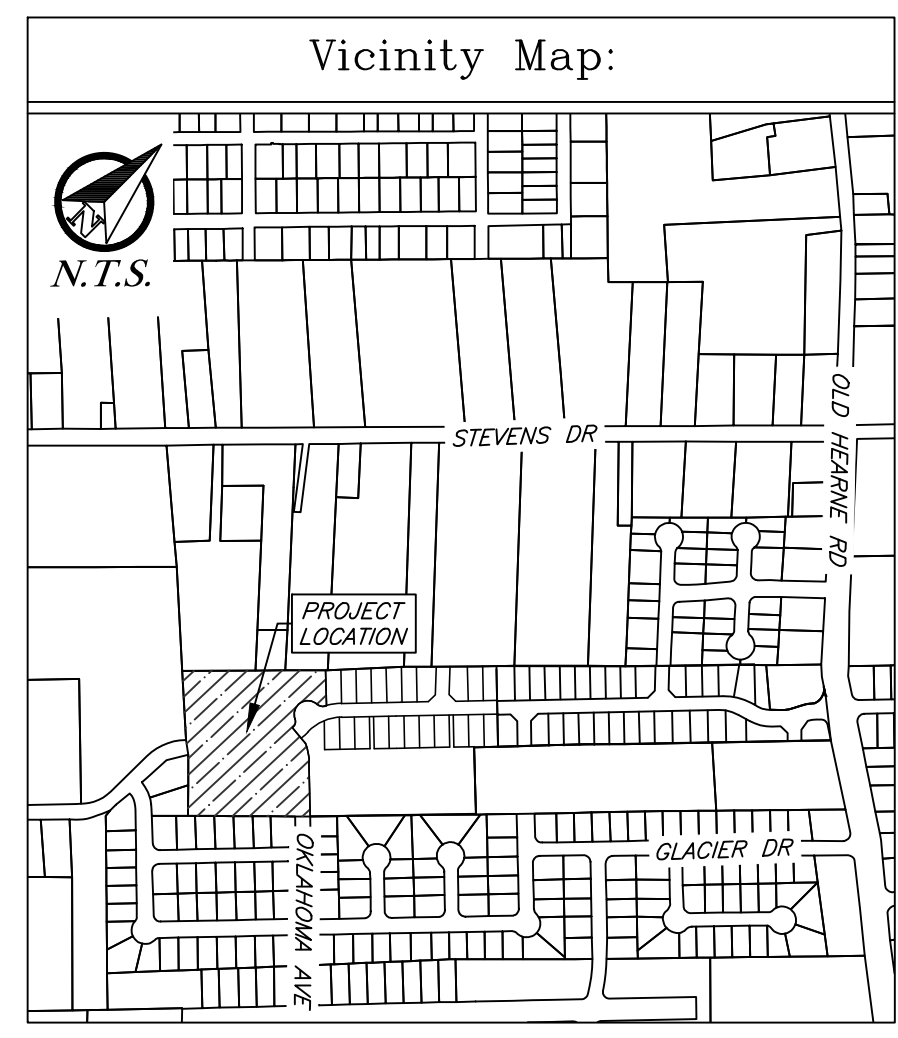 Vicinity Map:
N
N.T.S.
STEVENS DR
OLD HEARNE RD
PROJECT
LOCATION
OKLAHOMA AVE
GLACIER DR